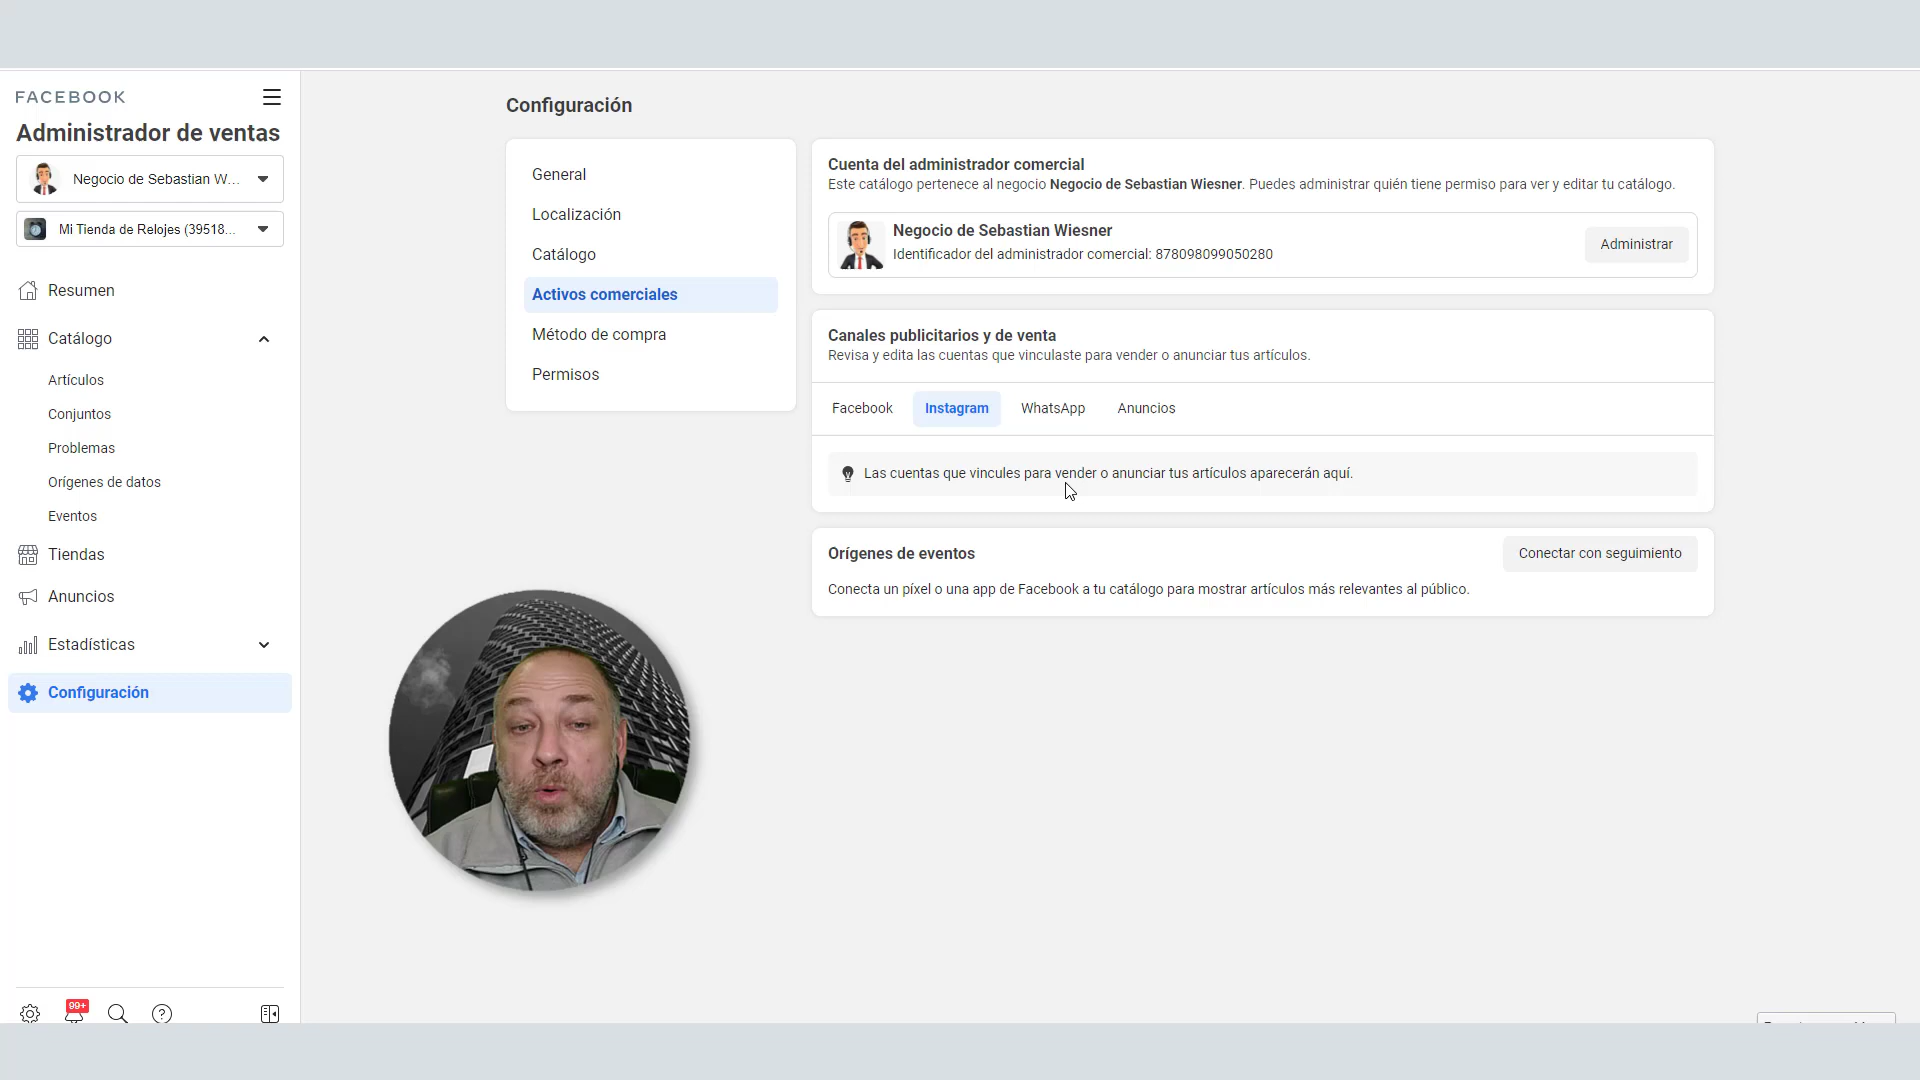 FACEBOOK
Administrador de ventas
Negocio de Sebastian W...
Mi Tienda de Relojes (39518...
Resumen
Catálogo
Artículos
Conjuntos
Problemas
Orígenes de datos
Eventos
Tiendas
Anuncios
Estadísticas
Configuración
99+
Configuración
General
Localización
Catálogo
Activos comerciales
Método de compra
Permisos
Cuenta del administrador comercial
Este catálogo pertenece al negocio Negocio de Sebastian Wiesner. Puedes administrar quién tiene permiso para ver y editar tu catálogo.
Negocio de Sebastian Wiesner
Identificador del administrador comercial: 878098099050280
Administrar
Canales publicitarios y de venta
Revisa y edita las cuentas que vinculaste para vender o anunciar tus artículos.
Facebook Instagram WhatsApp Anuncios
Las cuentas que vincules para vender o anunciar tus artículos aparecerán aquí.
Orígenes de eventos
Conectar con seguimiento
Conecta un píxel o una app de Facebook a tu catálogo para mostrar artículos más relevantes al público.